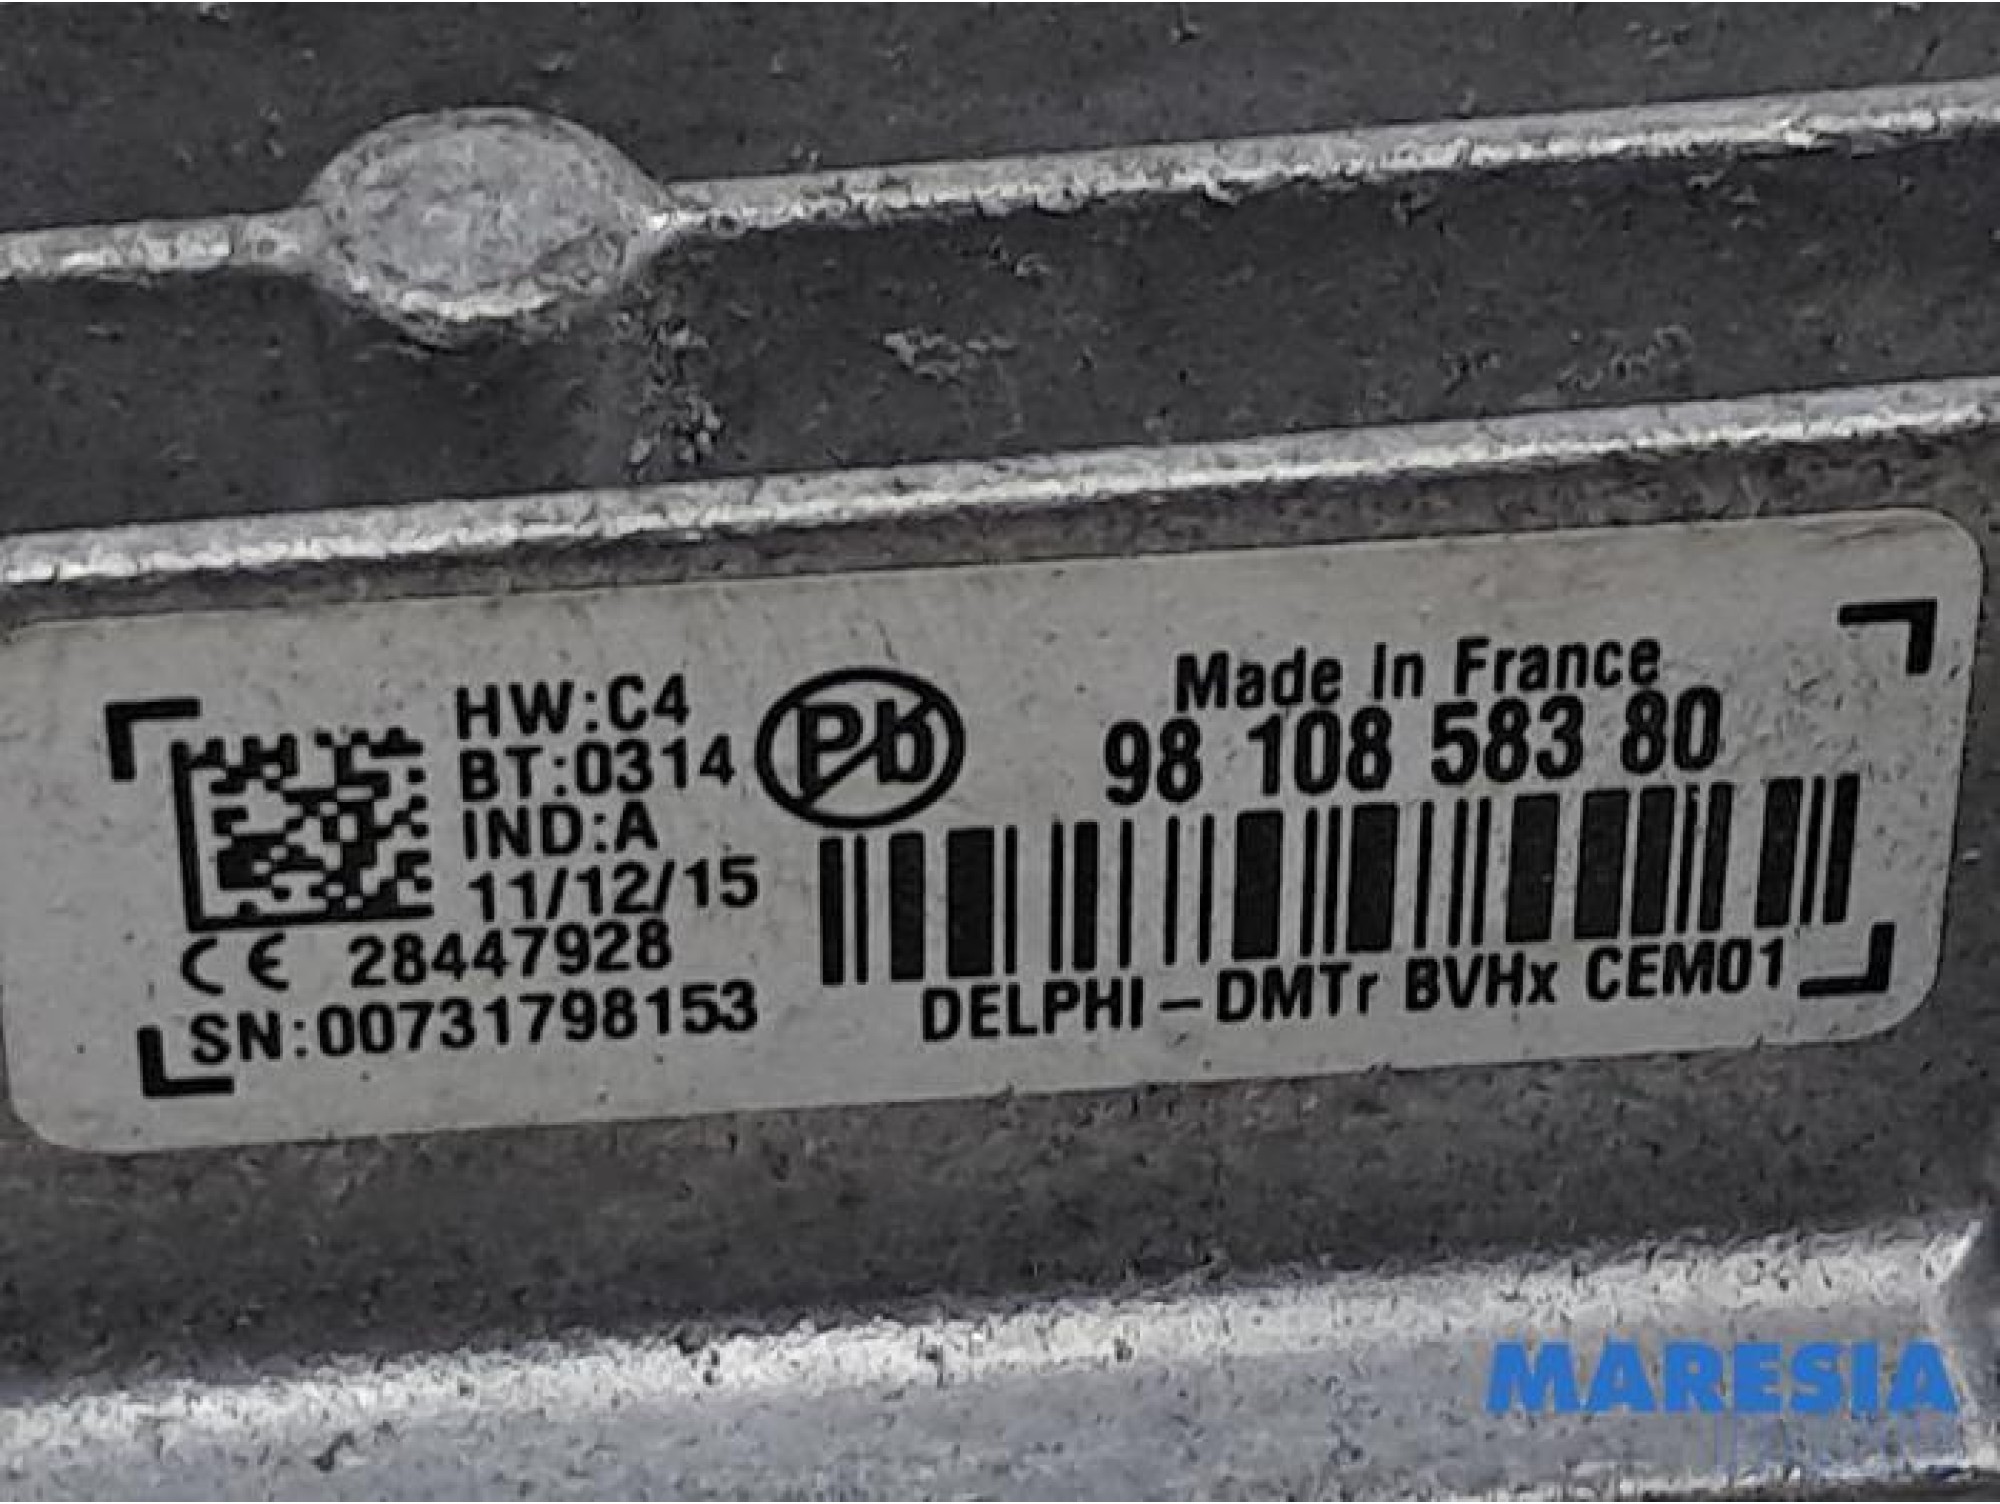 HW:C4
BT:0314
IND:A
11/12/15
CE 28447928
SN:00731798153
Pb
Made In France
98 108 583 80
DELPHI-DMTr BVHx CEM01
MARESIA